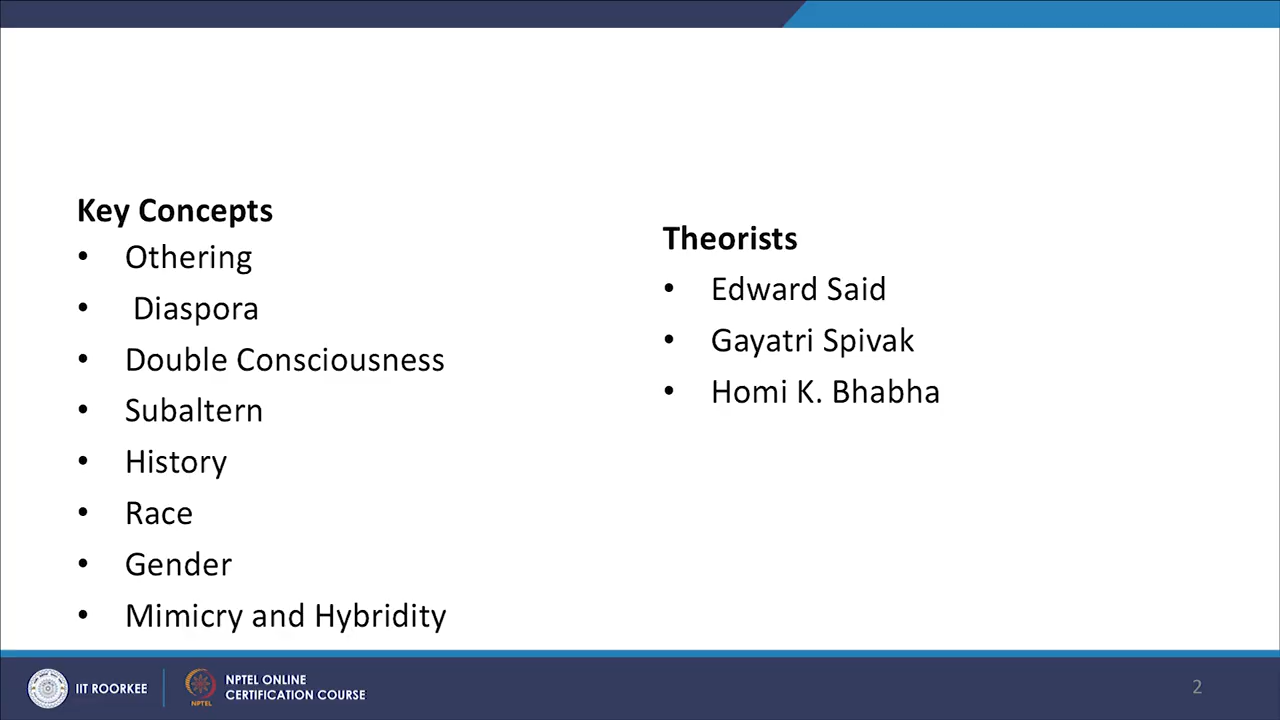 Key Concepts
• Othering
• Diaspora
• Double Consciousness
• Subaltern
• History
• Race
• Gender
• Mimicry and Hybridity
Theorists
• Edward Said
• Gayatri Spivak
• Homi K. Bhabha
IIT ROORKEE
NPTEL
NPTEL ONLINE
CERTIFICATION COURSE
2